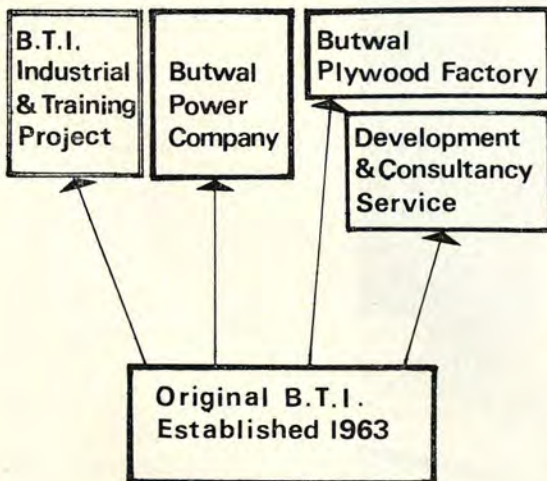 B.T.I.
Industrial
& Training
Project
Butwal
Power
Company
Butwal
Plywood Factory
Development
& Consultancy
Service
Original B.T.I.
Established 1963